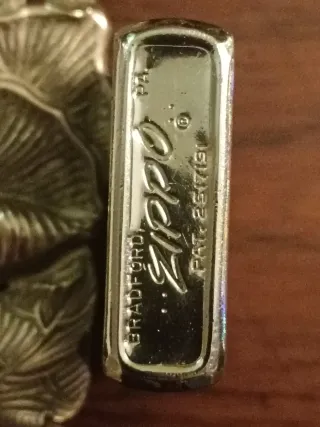 BRADFORD, PA
ZIPPO ®
PAT. 2517191